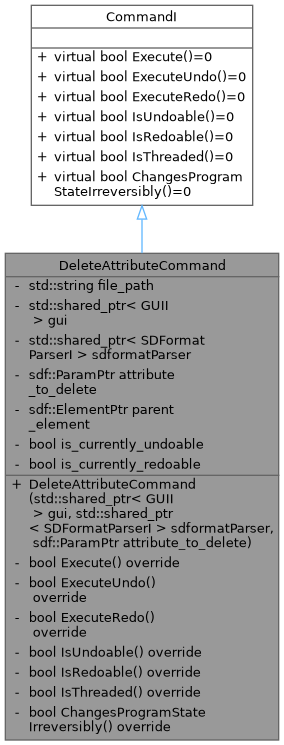 CommandI
+ virtual bool Execute()=0
+ virtual bool ExecuteUndo()=0
+ virtual bool ExecuteRedo()=0
+ virtual bool IsUndoable()=0
+ virtual bool IsRedoable()=0
+ virtual bool IsThreaded()=0
+ virtual bool ChangesProgram
StateIrreversibly()=0
DeleteAttributeCommand
- std::string file_path
- std::shared_ptr< GUII
> gui
- std::shared_ptr< SDFormat
ParserI > sdformatParser
- sdf::ParamPtr attribute
_to_delete
- sdf::ElementPtr parent
_element
- bool is_currently_undoable
- bool is_currently_redoable
+ DeleteAttributeCommand
(std::shared_ptr< GUII
> gui, std::shared_ptr
< SDFormatParserI > sdformatParser,
sdf::ParamPtr attribute_to_delete)
- bool Execute() override
- bool ExecuteUndo()
override
- bool ExecuteRedo()
override
- bool IsUndoable() override
- bool IsRedoable() override
- bool IsThreaded() override
- bool ChangesProgramState
Irreversibly() override